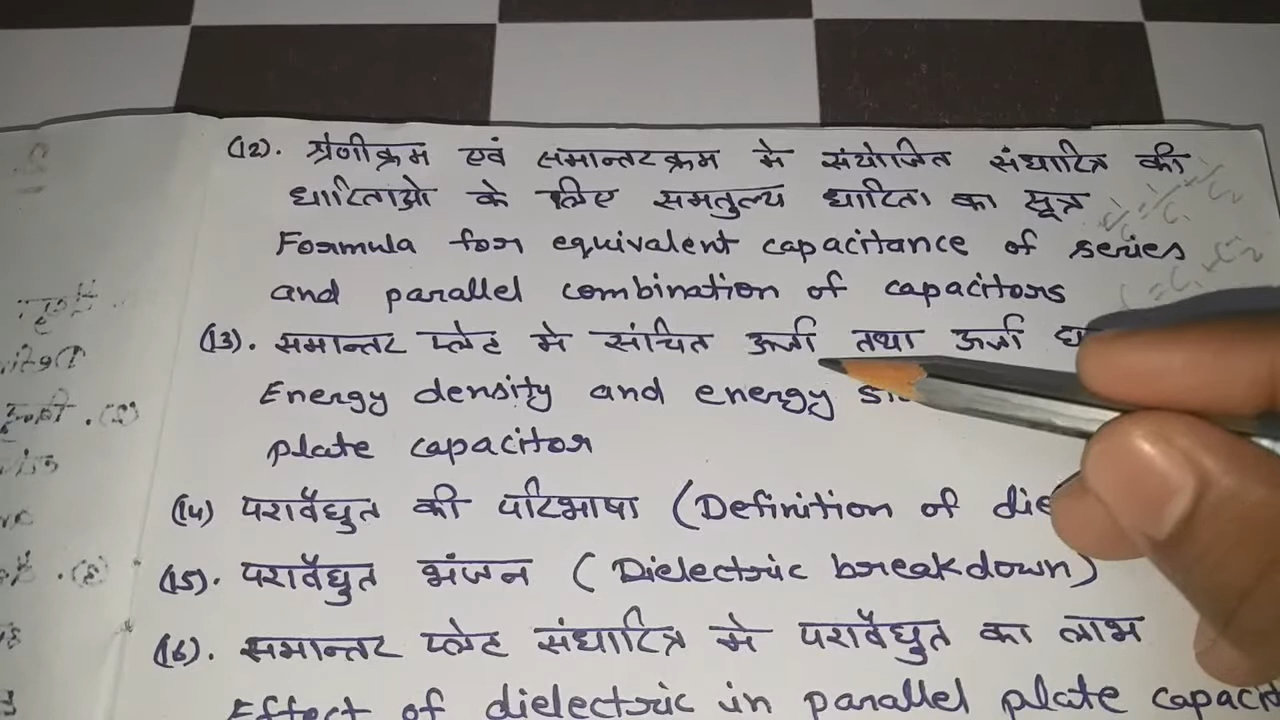 (12). श्रेणीक्रम एवं समान्तरक्रम मे संयोजित संधारित्र की
धारिताओ के लिए समतुल्य धारिता का सूत्र
Formula for equivalent capacitance of series
and parallel combination of capacitors
(13). समान्तर प्लेट मे संचित ऊर्जा तथा ऊर्जा
Energy density and energy
plate capacitor
(14) परावैधुत की परिभाषा (Definition of die
(15). परावैधुत भंजन (Dielectric breakdown)
(16). समान्तर प्लेट संधारित्र मे परावैधुत का लाभ
Effect of dielectric in parallel plate capacit